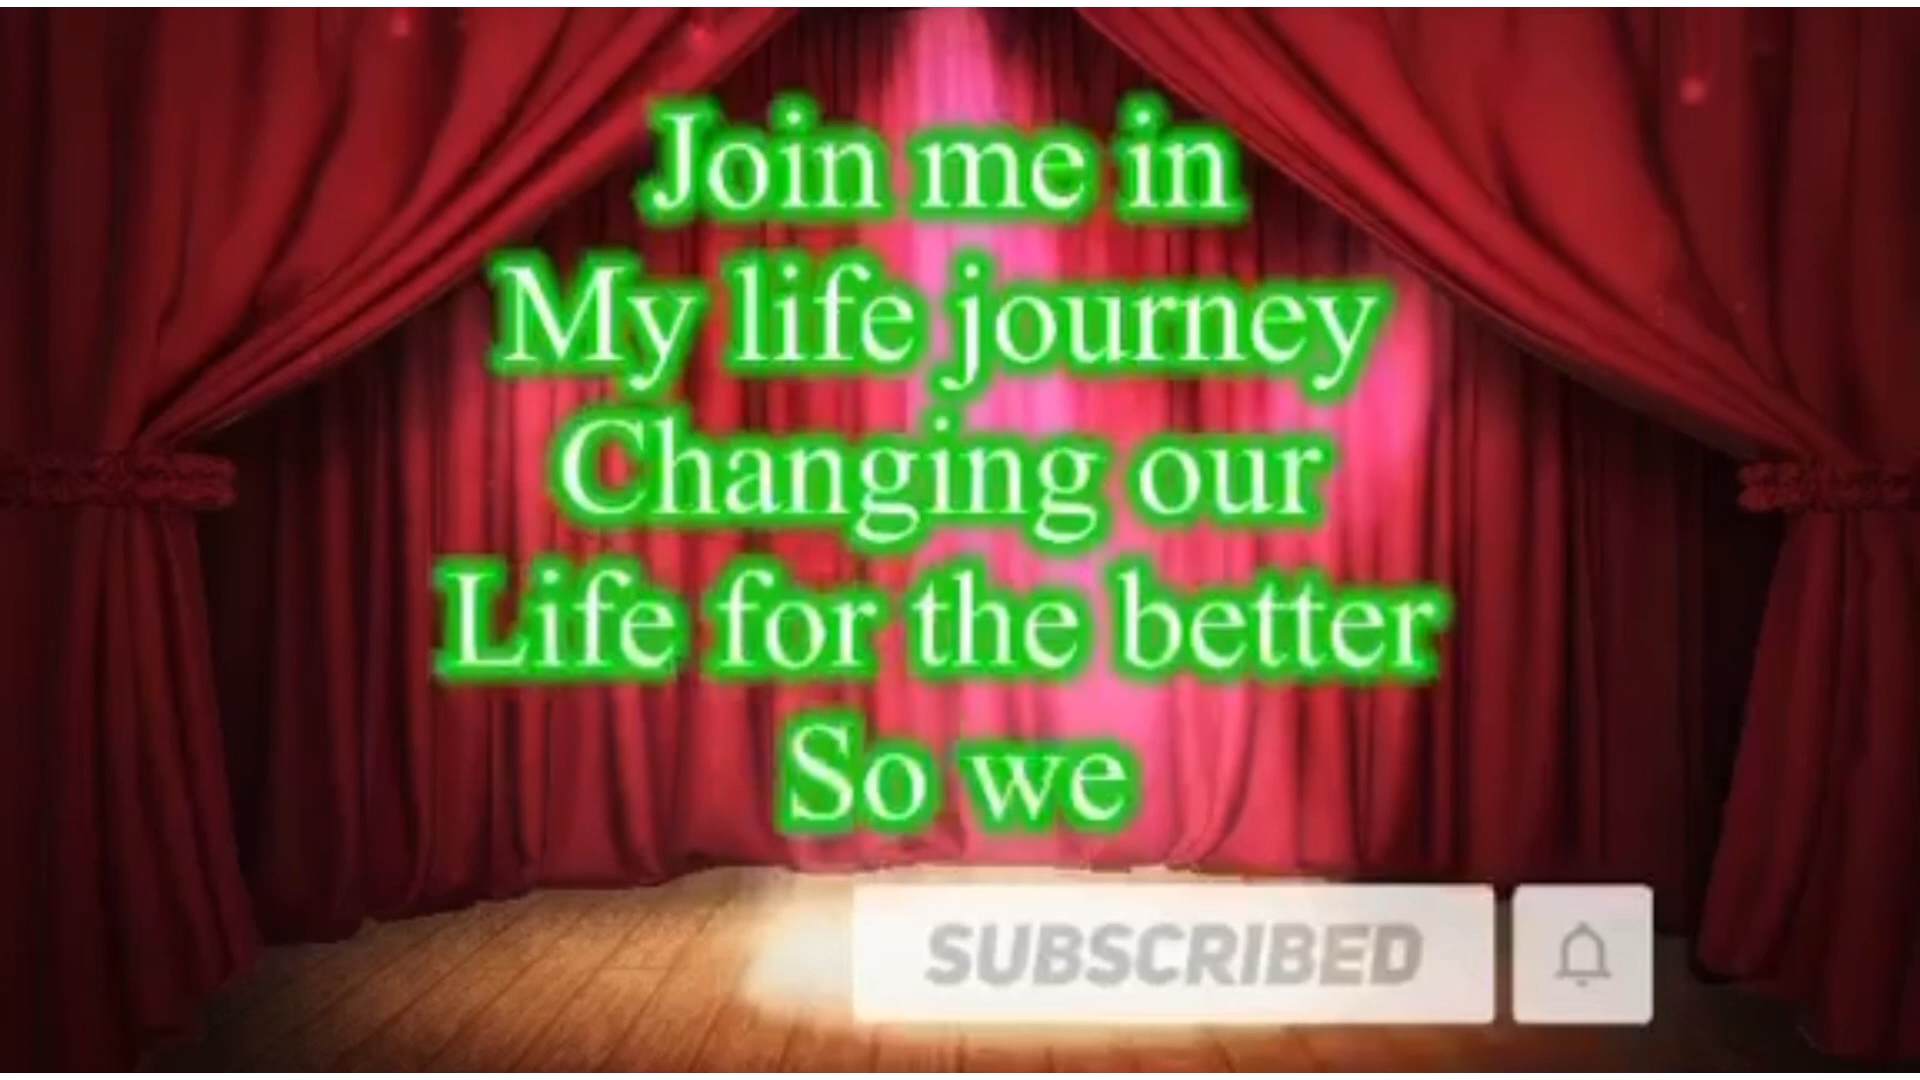 Join me in
My life journey
Changing our
Life for the better
So we
SUBSCRIBED